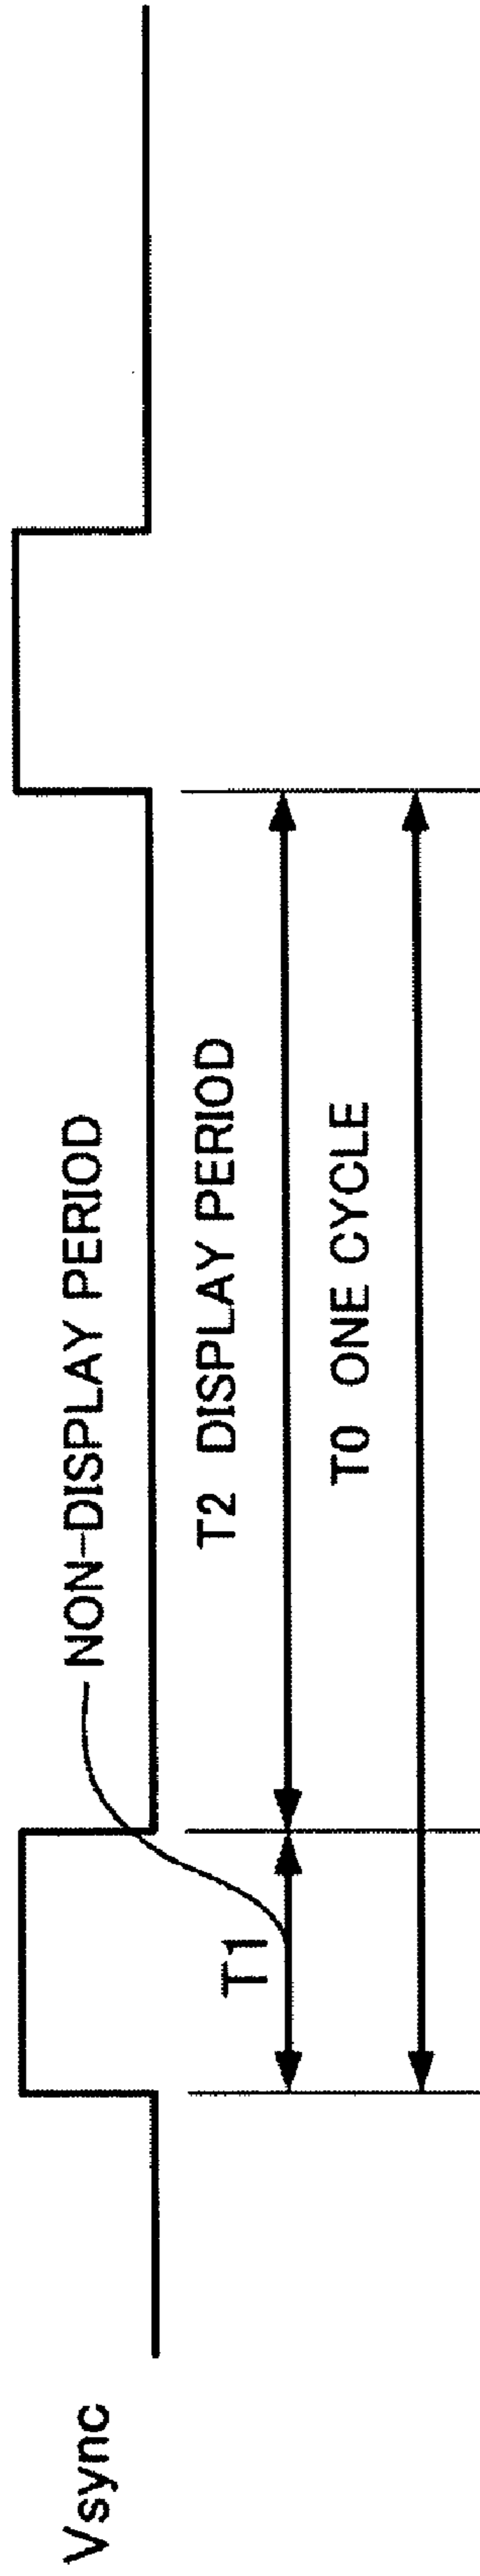 Vsync
NON-DISPLAY PERIOD
T1
T2 DISPLAY PERIOD
T0 ONE CYCLE